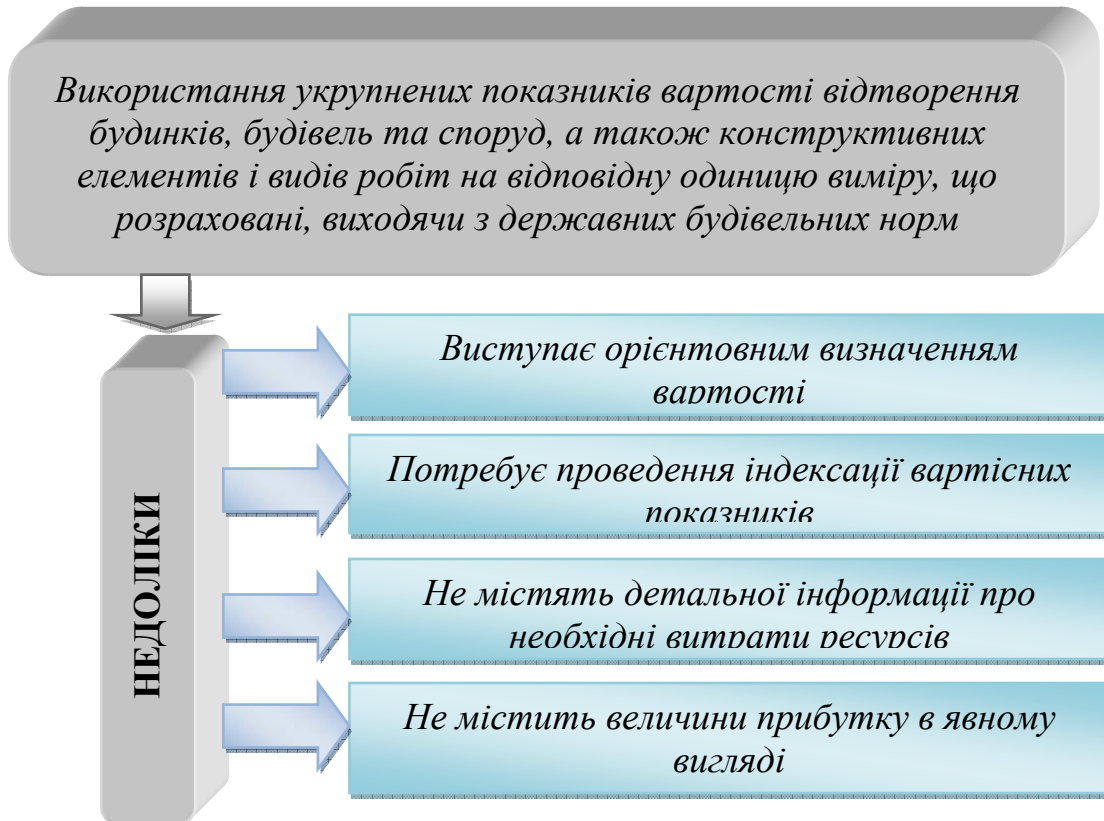 Використання укрупнених показників вартості відтворення
будинків, будівель та споруд, а також конструктивних
елементів і видів робіт на відповідну одиницю виміру, що
розраховані, виходячи з державних будівельних норм
НЕДОЛІКИ
Виступає орієнтовним визначенням
вартості
Потребує проведення індексації вартісних
показників
Не містять детальної інформації про
необхідні витрати ресурсів
Не містить величини прибутку в явному
вигляді